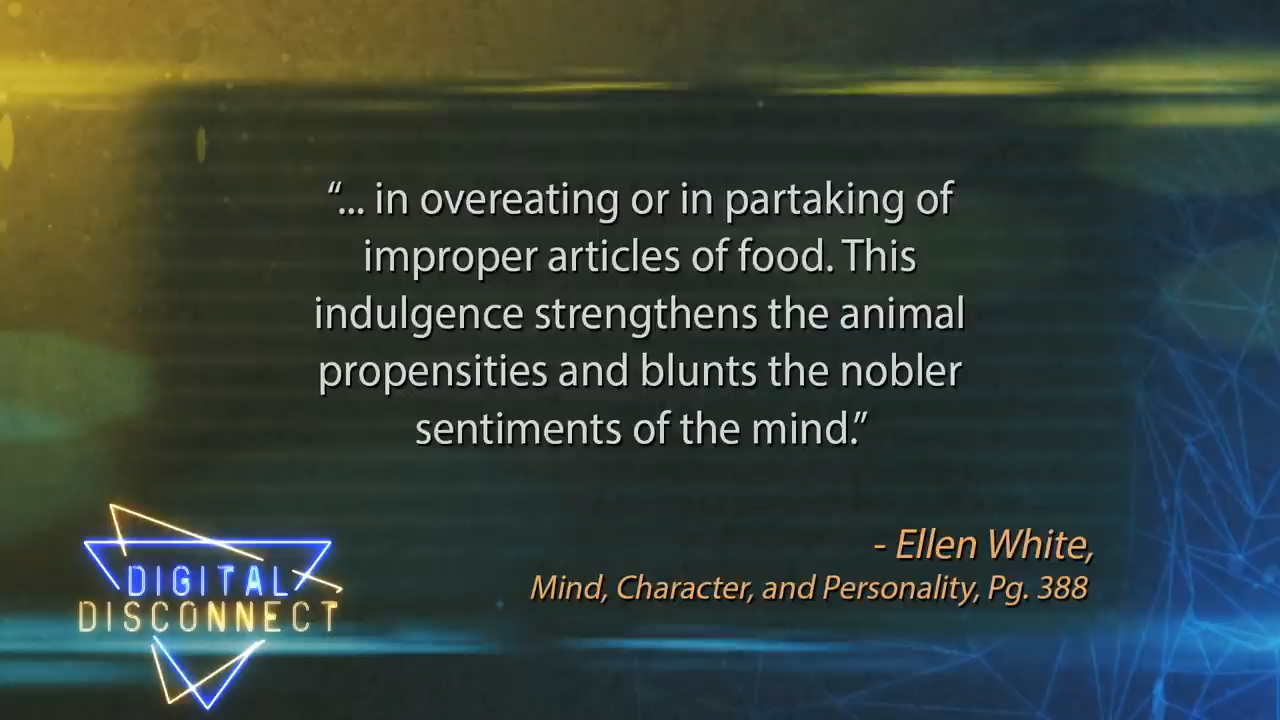 “... in overeating or in partaking of
improper articles of food. This
indulgence strengthens the animal
propensities and blunts the nobler
sentiments of the mind.”
- Ellen White,
Mind, Character, and Personality, Pg. 388
DIGITAL
DISCONNECT